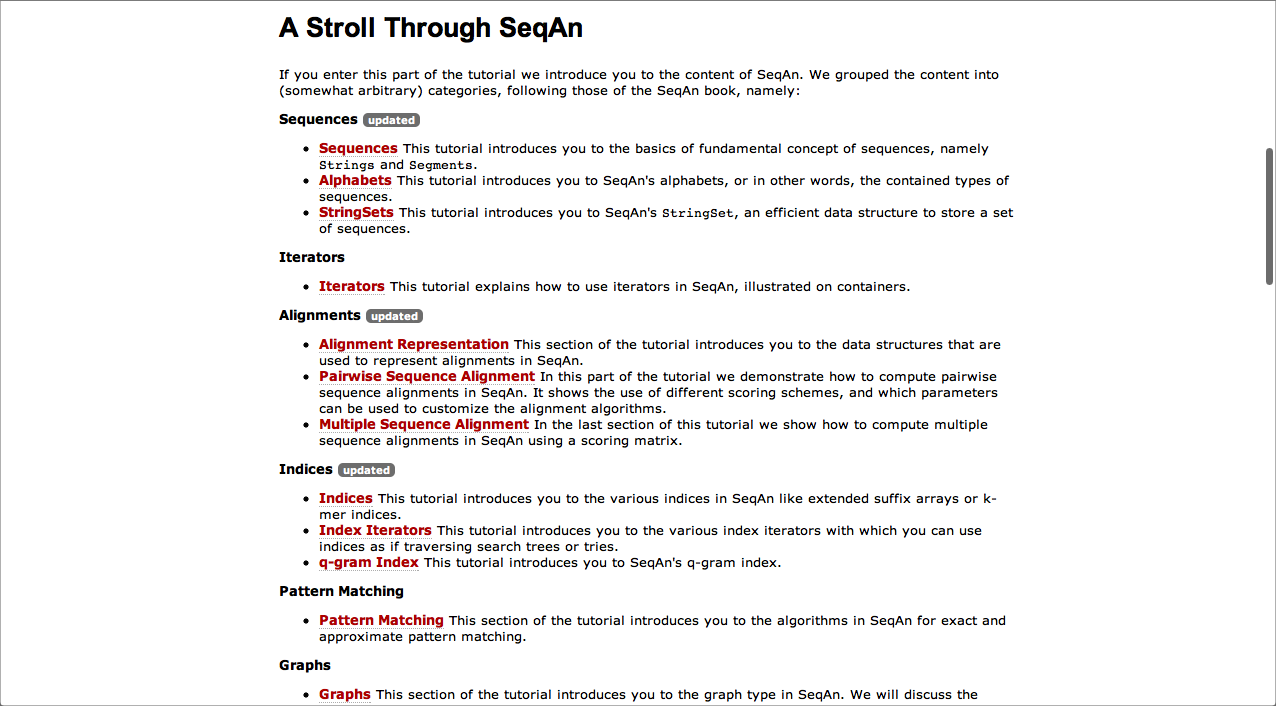 A Stroll Through SeqAn
If you enter this part of the tutorial we introduce you to the content of SeqAn. We grouped the content into
(somewhat arbitrary) categories, following those of the SeqAn book, namely:
Sequences updated
• Sequences This tutorial introduces you to the basics of fundamental concept of sequences, namely
Strings and Segments.
• Alphabets This tutorial introduces you to SeqAn's alphabets, or in other words, the contained types of
sequences.
• StringSets This tutorial introduces you to SeqAn's StringSet, an efficient data structure to store a set
of sequences.
Iterators
• Iterators This tutorial explains how to use iterators in SeqAn, illustrated on containers.
Alignments updated
• Alignment Representation This section of the tutorial introduces you to the data structures that are
used to represent alignments in SeqAn.
• Pairwise Sequence Alignment In this part of the tutorial we demonstrate how to compute pairwise
sequence alignments in SeqAn. It shows the use of different scoring schemes, and which parameters
can be used to customize the alignment algorithms.
• Multiple Sequence Alignment In the last section of this tutorial we show how to compute multiple
sequence alignments in SeqAn using a scoring matrix.
Indices updated
• Indices This tutorial introduces you to the various indices in SeqAn like extended suffix arrays or k-
mer indices.
• Index Iterators This tutorial introduces you to the various index iterators with which you can use
indices as if traversing search trees or tries.
• q-gram Index This tutorial introduces you to SeqAn's q-gram index.
Pattern Matching
• Pattern Matching This section of the tutorial introduces you to the algorithms in SeqAn for exact and
approximate pattern matching.
Graphs
• Graphs This section of the tutorial introduces you to the graph type in SeqAn. We will discuss the